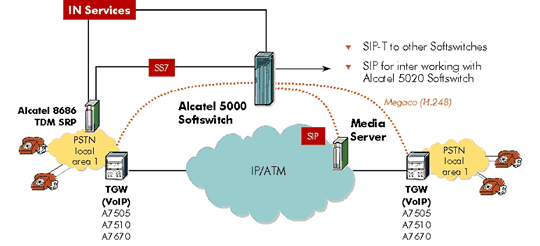 IN Services
SS7
SIP-T to other Softswitches
SIP for inter working with
Alcatel 5020 Softswitch
Megaco (H.248)
Alcatel 8686
TDM SRP
Alcatel 5000
Softswitch
Media
Server
SIP
PSTN
local
area 1
IP/ATM
PSTN
local
area 1
TGW
(VoIP)
A7505
A7510
A7670
TGW
(VoIP)
A7505
A7510
A7670